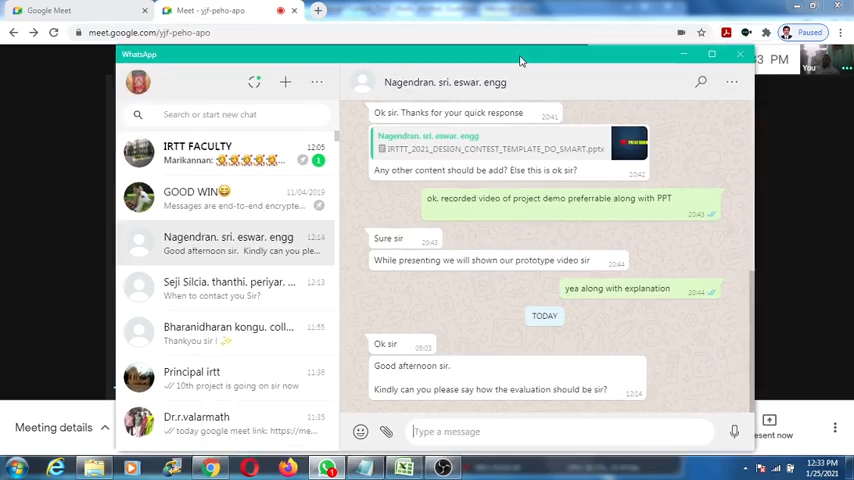 Google Meet
Meet - yjf-peho-apo
meet.google.com/yjf-peho-apo
Paused
WhatsApp
3 PM
You
Nagendran. sri. eswar. engg
Search or start new chat
Ok sir. Thanks for your quick response
20:41
IRTT FACULTY
12:05
Marikannan:
1
Nagendran. sri. eswar. engg
IRTTT_2021_DESIGN_CONTEST_TEMPLATE_DO_SMART.pptx
Any other content should be add? Else this is ok sir?
20:42
GOOD WIN
11/04/2019
Messages are end-to-end encrypte...
ok. recorded video of project demo preferrable along with PPT
20:43
Nagendran. sri. eswar. engg
12:14
Good afternoon sir. Kindly can you ple...
Sure sir
20:43
While presenting we will shown our prototype video sir
20:44
Seji Silcia. thanthi. periyar. ...
12:13
When to contact you Sir?
yea along with explanation
20:44
TODAY
Bharanidharan kongu. coll...
11:55
Thankyou sir !
Ok sir
09:03
Good afternoon sir.
Kindly can you please say how the evaluation should be sir?
12:14
Principal irtt
11:36
10th project is going on sir now
Dr.r.valarmath
11:35
today google meet link: https://me...
Meeting details
Type a message
esent now
12:33 PM
1/25/2021